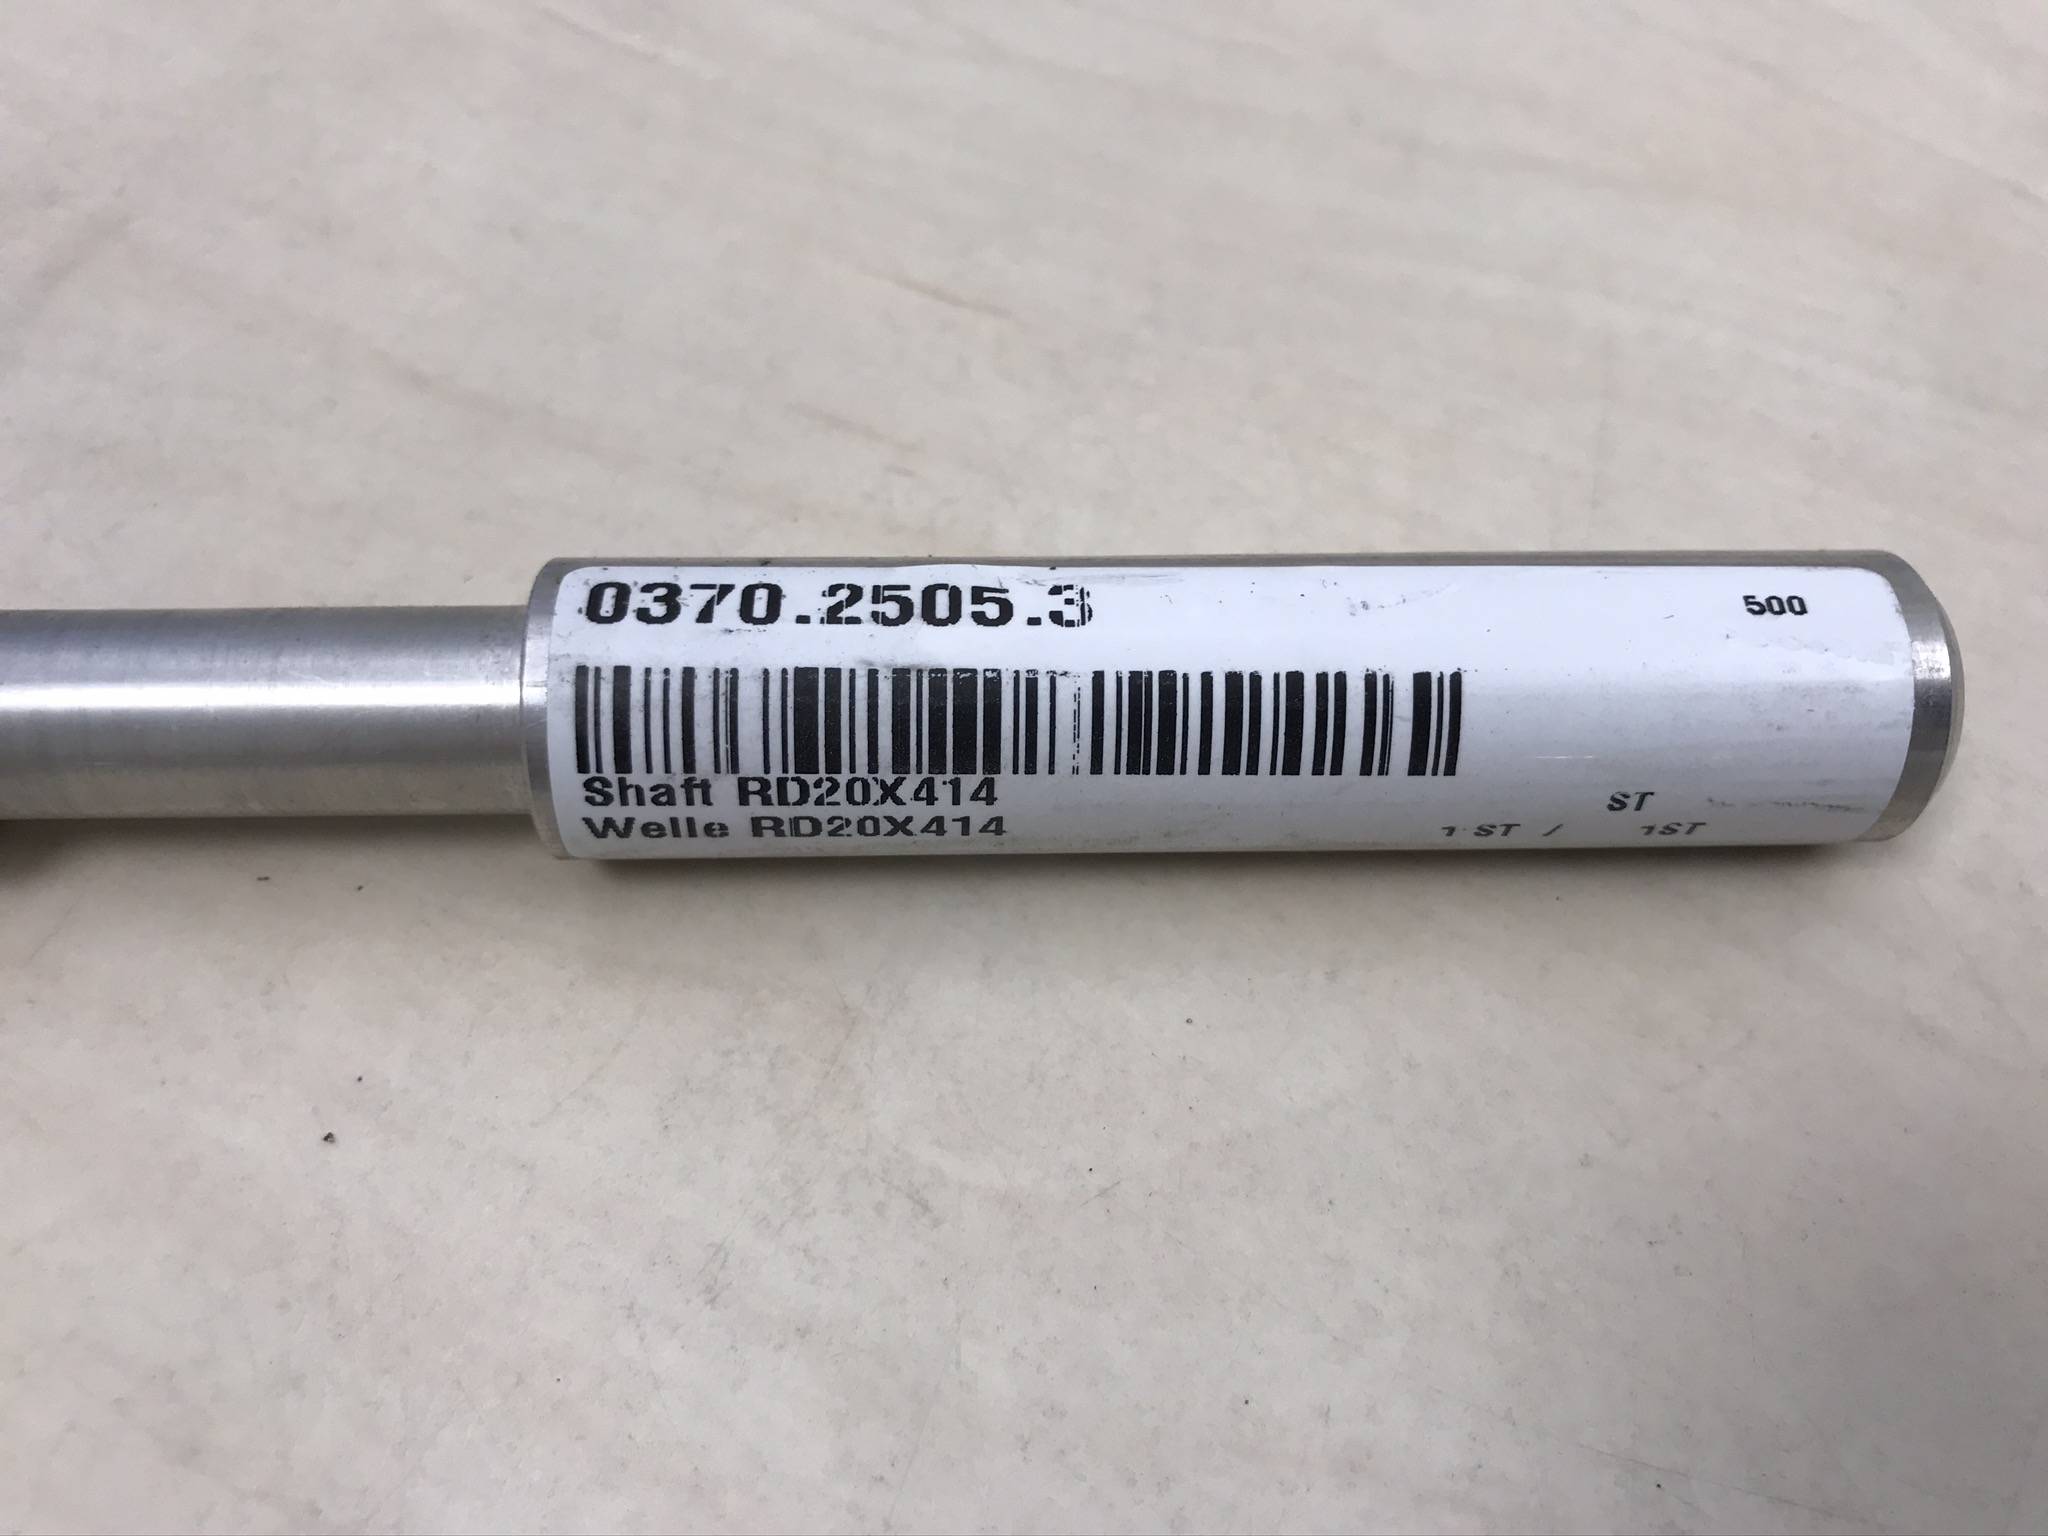 0370.2505.3 500
Shaft RD20X414 ST
Welle RD20X414 1 ST / 1ST